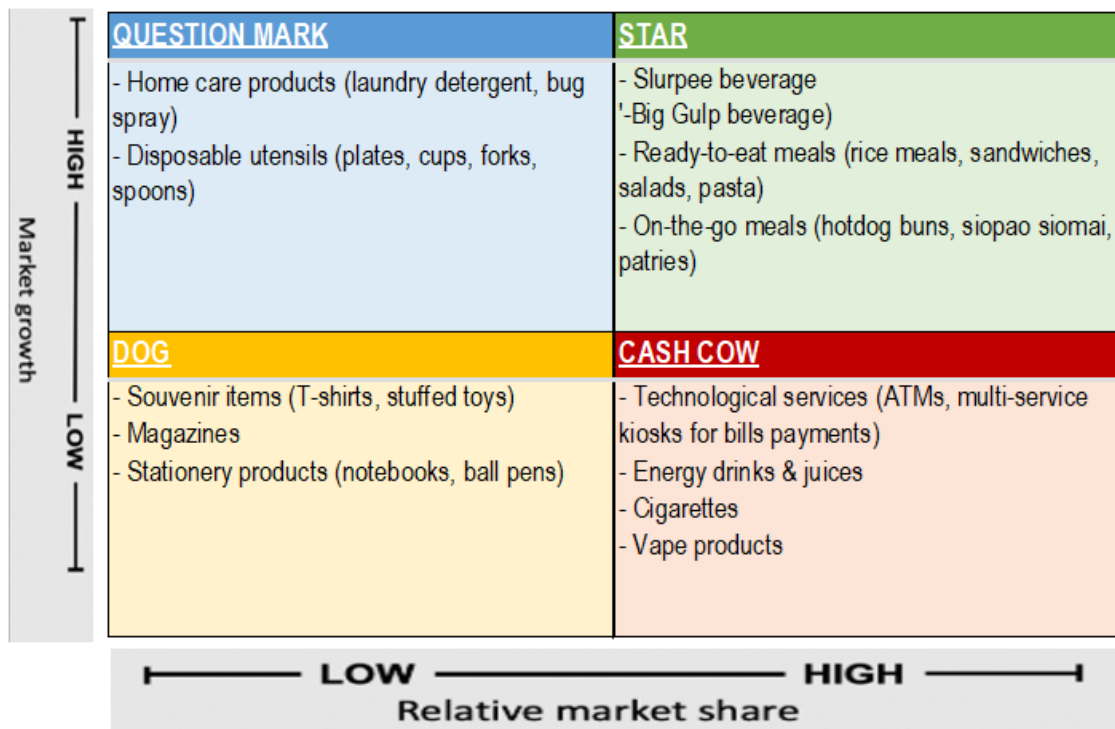 QUESTION MARK
- Home care products (laundry detergent, bug
spray)
- Disposable utensils (plates, cups, forks,
spoons)
STAR
- Slurpee beverage
'-Big Gulp beverage)
- Ready-to-eat meals (rice meals, sandwiches,
salads, pasta)
- On-the-go meals (hotdog buns, siopao siomai,
patries)
HIGH
Market growth
LOW
DOG
- Souvenir items (T-shirts, stuffed toys)
- Magazines
- Stationery products (notebooks, ball pens)
CASH COW
- Technological services (ATMs, multi-service
kiosks for bills payments)
- Energy drinks & juices
- Cigarettes
- Vape products
LOW HIGH
Relative market share